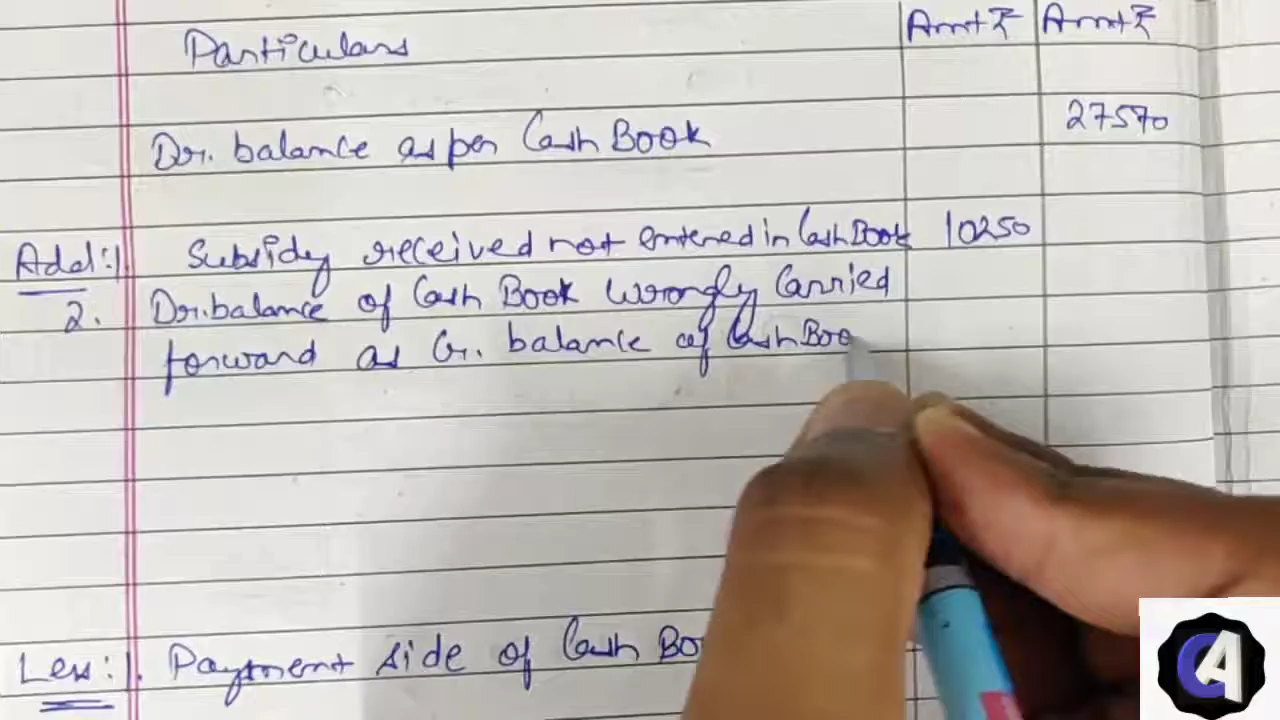 Particulars Amt ₹ Amt ₹
Dr. balance as per Cash Book 27570
Add: 1. Subsidy received not entered in Cash Book 10250
2. Dr. balance of Cash Book wrongly carried
forward as Cr. balance of Cash Boo
Less: 1. Payment side of Cash Bo
CA